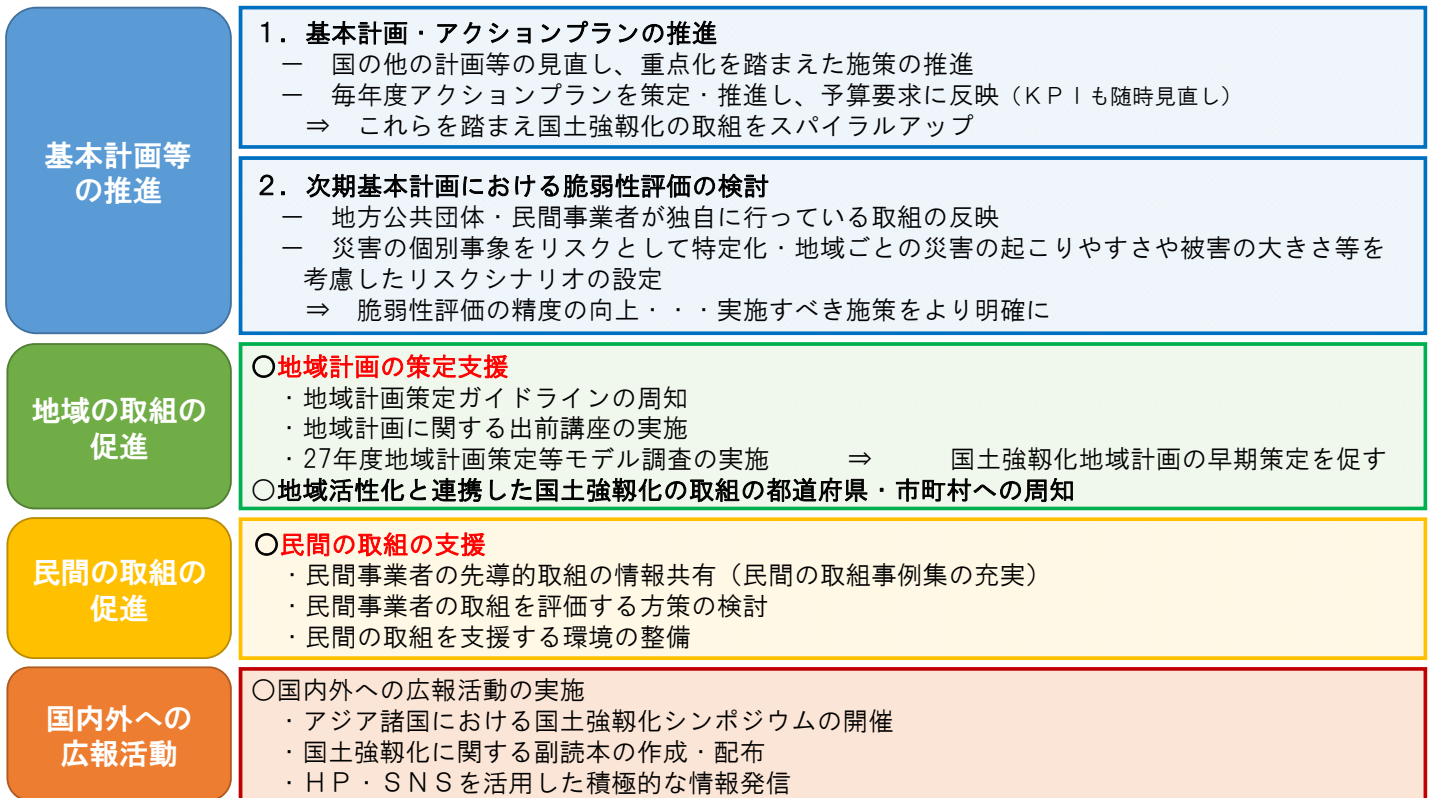 基本計画等
の推進
１．基本計画・アクションプランの推進
－　国の他の計画等の見直し、重点化を踏まえた施策の推進
－　毎年度アクションプランを策定・推進し、予算要求に反映（ＫＰＩも随時見直し）
⇒　これらを踏まえ国土強靱化の取組をスパイラルアップ
２．次期基本計画における脆弱性評価の検討
－　地方公共団体・民間事業者が独自に行っている取組の反映
－　災害の個別事象をリスクとして特定化・地域ごとの災害の起こりやすさや被害の大きさ等を
考慮したリスクシナリオの設定
⇒　脆弱性評価の精度の向上・・・実施すべき施策をより明確に
地域の取組の
促進
○地域計画の策定支援
・地域計画策定ガイドラインの周知
・地域計画に関する出前講座の実施
・27年度地域計画策定等モデル調査の実施　　　⇒　　　国土強靱化地域計画の早期策定を促す
○地域活性化と連携した国土強靱化の取組の都道府県・市町村への周知
民間の取組の
促進
○民間の取組の支援
・民間事業者の先導的取組の情報共有（民間の取組事例集の充実）
・民間事業者の取組を評価する方策の検討
・民間の取組を支援する環境の整備
国内外への
広報活動
○国内外への広報活動の実施
・アジア諸国における国土強靱化シンポジウムの開催
・国土強靱化に関する副読本の作成・配布
・ＨＰ・ＳＮＳを活用した積極的な情報発信